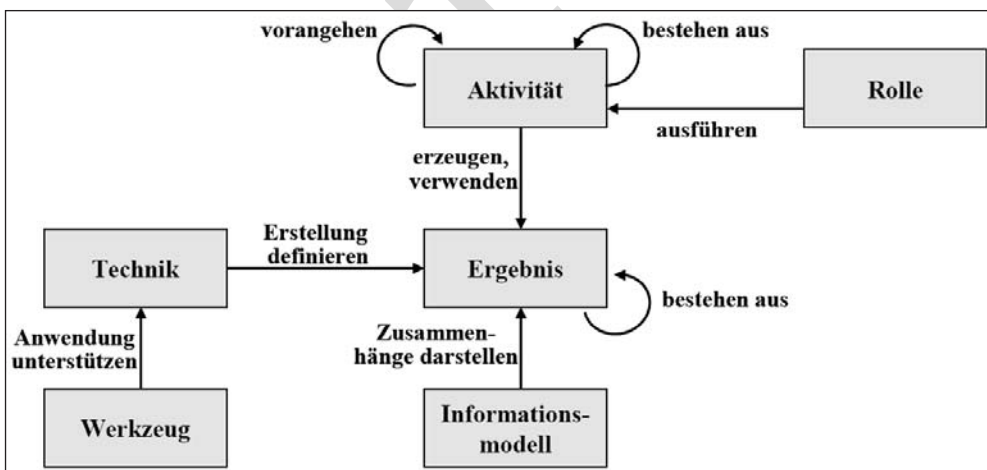 vorangehen
bestehen aus
Aktivität
Rolle
ausführen
erzeugen,
verwenden
Erstellung
definieren
Technik
Ergebnis
bestehen aus
Anwendung
unterstützen
Zusammen-
hänge darstellen
Werkzeug
Informations-
modell